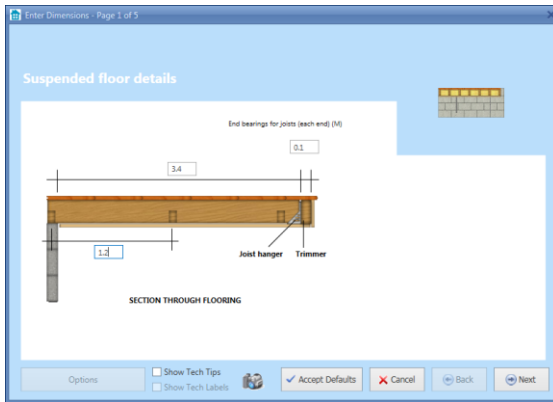 Enter Dimensions - Page 1 of 5
Suspended floor details
End bearings for joists (each end) (M)
0.1
3.4
1.2
Joist hanger Trimmer
SECTION THROUGH FLOORING
Options
Show Tech Tips
Show Tech Labels
Accept Defaults
Cancel
Back
Next